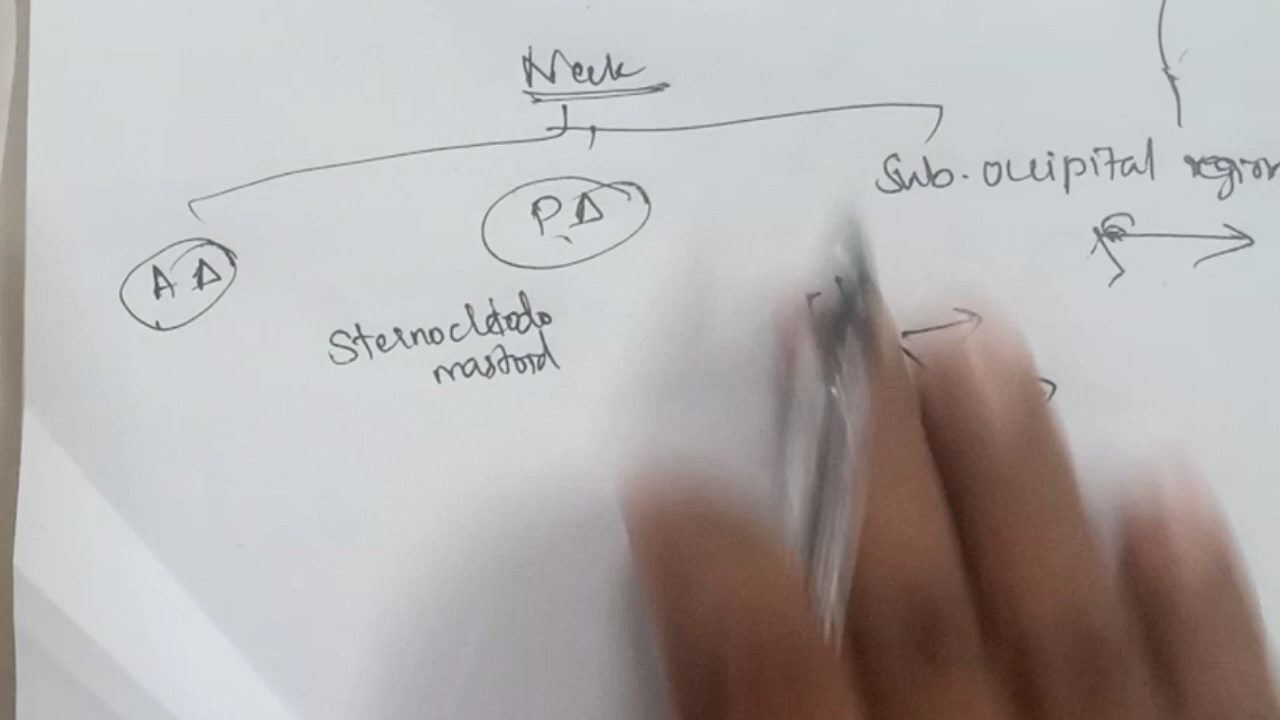 Neck
Sub-occipital region
P.Δ
A Δ
Sternocleido
mastoid